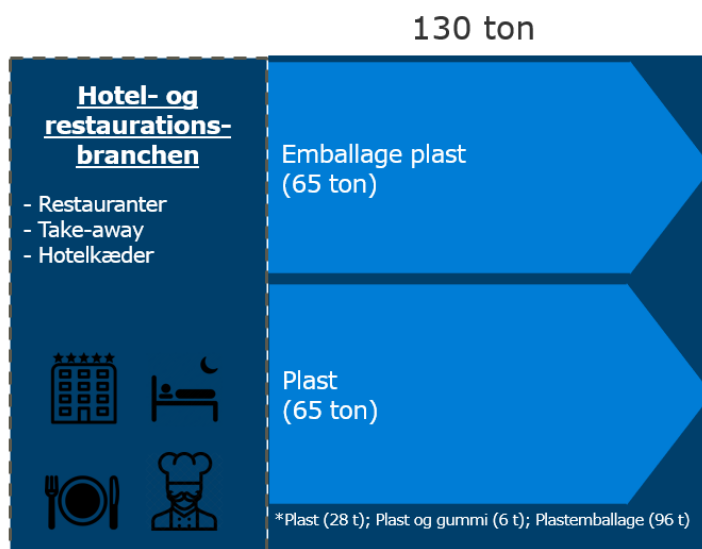 130 ton
Hotel- og
restaurations-
branchen
- Restauranter
- Take-away
- Hotelkæder
Emballage plast
(65 ton)
Plast
(65 ton)
*Plast (28 t); Plast og gummi (6 t); Plastemballage (96 t)